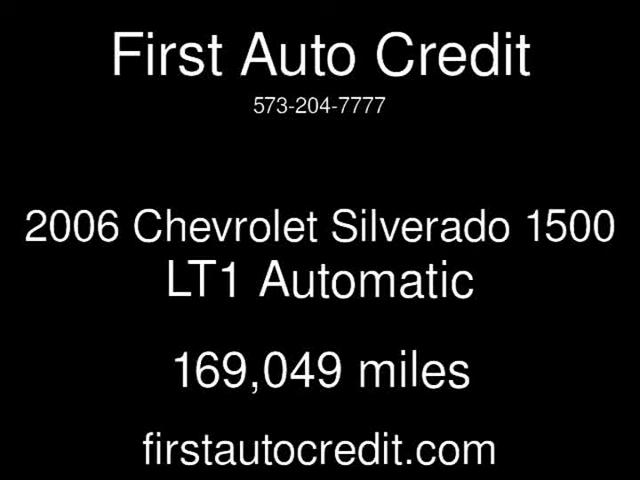 First Auto Credit
573-204-7777
2006 Chevrolet Silverado 1500
LT1 Automatic
169,049 miles
firstautocredit.com